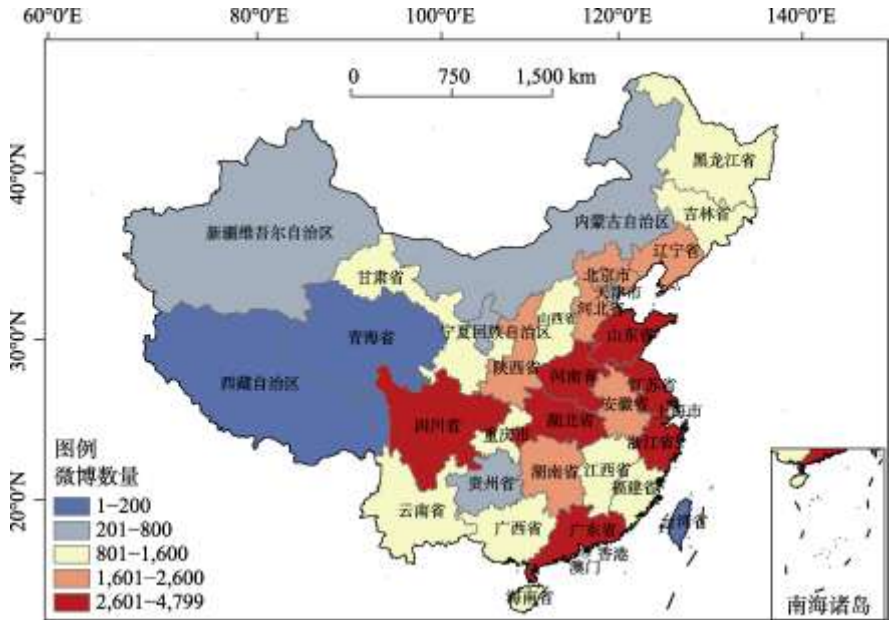 60°0′E 80°0′E 100°0′E 120°0′E 140°0′E
0 750 1,500 km
40°0′N
30°0′N
20°0′N
黑龙江省
吉林省
内蒙古自治区
新疆维吾尔自治区
辽宁省
甘肃省
北京市
天津市
河北省
山西省
宁夏回族自治区
山东省
青海省
陕西省
河南省
西藏自治区
江苏省
安徽省
上海市
四川省
湖北省
重庆市
浙江省
湖南省
江西省
贵州省
福建省
云南省
广西省
广东省
台湾省
香港
澳门
海南省
图例
微博数量
1-200
201-800
801-1,600
1,601-2,600
2,601-4,799
南海诸岛